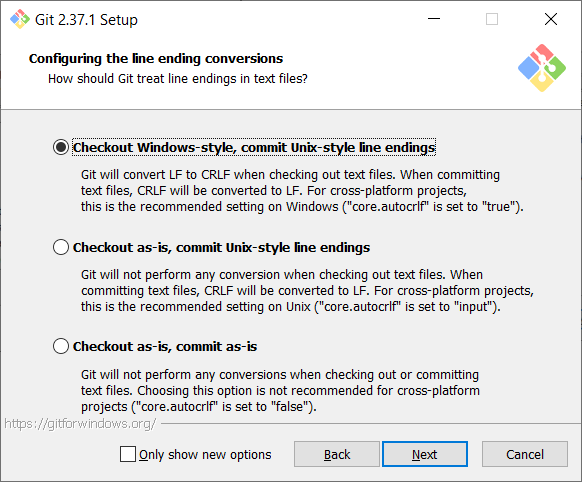 Git 2.37.1 Setup
Configuring the line ending conversions
How should Git treat line endings in text files?
Checkout Windows-style, commit Unix-style line endings
Git will convert LF to CRLF when checking out text files. When committing
text files, CRLF will be converted to LF. For cross-platform projects,
this is the recommended setting on Windows ("core.autocrlf" is set to "true").
Checkout as-is, commit Unix-style line endings
Git will not perform any conversion when checking out text files. When
committing text files, CRLF will be converted to LF. For cross-platform projects,
this is the recommended setting on Unix ("core.autocrlf" is set to "input").
Checkout as-is, commit as-is
Git will not perform any conversions when checking out or committing
text files. Choosing this option is not recommended for cross-platform
projects ("core.autocrlf" is set to "false").
https://gitforwindows.org/
Only show new options
Back
Next
Cancel